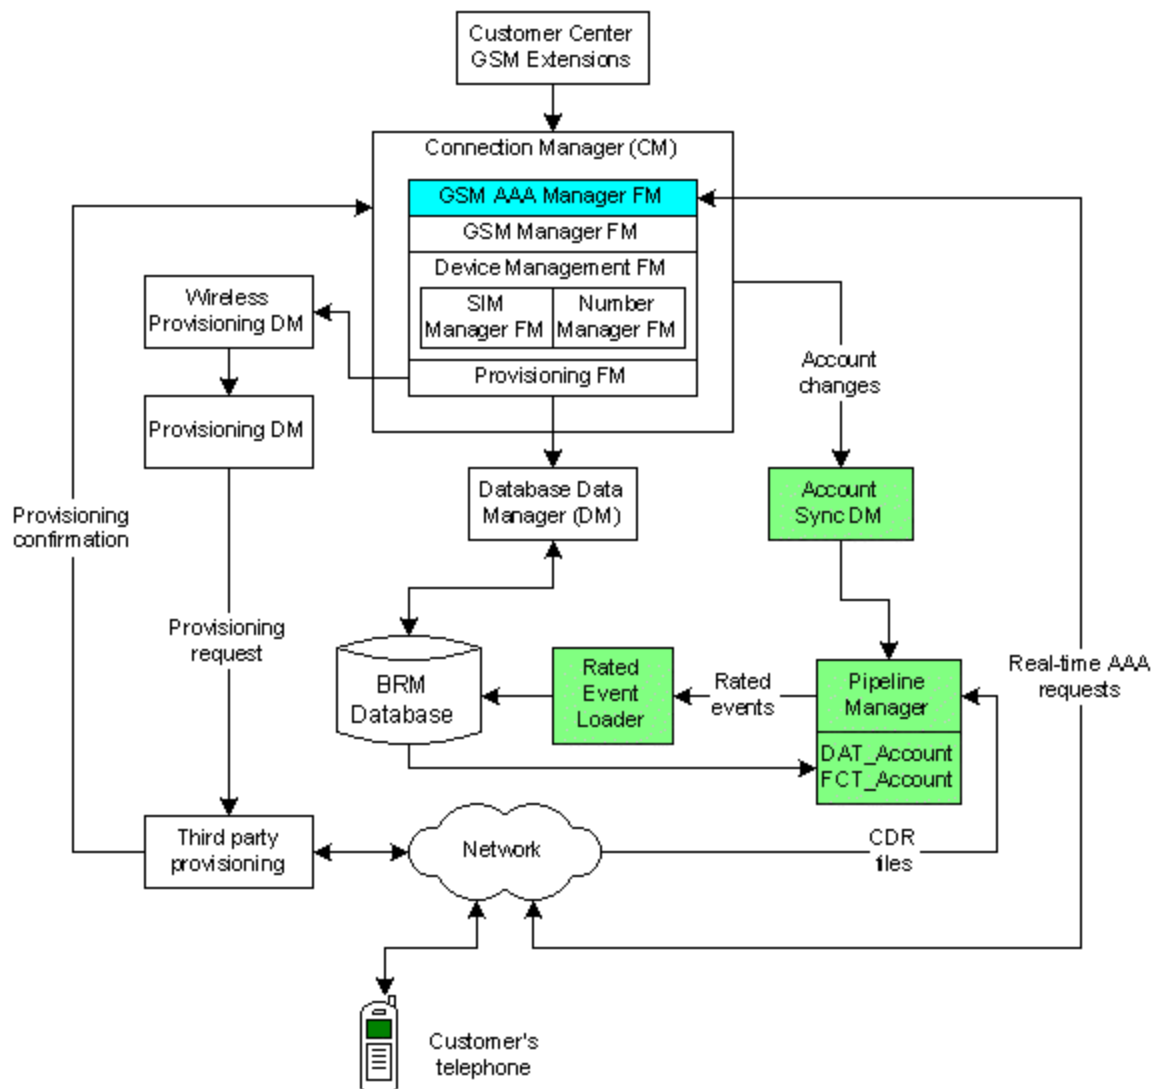 Customer Center
GSM Extensions
Connection Manager (CM)
GSM AAA Manager FM
GSM Manager FM
Device Management FM
SIM
Manager FM
Number
Manager FM
Provisioning FM
Wireless
Provisioning DM
Provisioning DM
Account
changes
Database Data
Manager (DM)
Account
Sync DM
Provisioning
confirmation
Provisioning
request
BRM
Database
Rated
Event
Loader
Rated
events
Pipeline
Manager
DAT_Account
FCT_Account
Real-time AAA
requests
Third party
provisioning
Network
CDR
files
Customer's
telephone